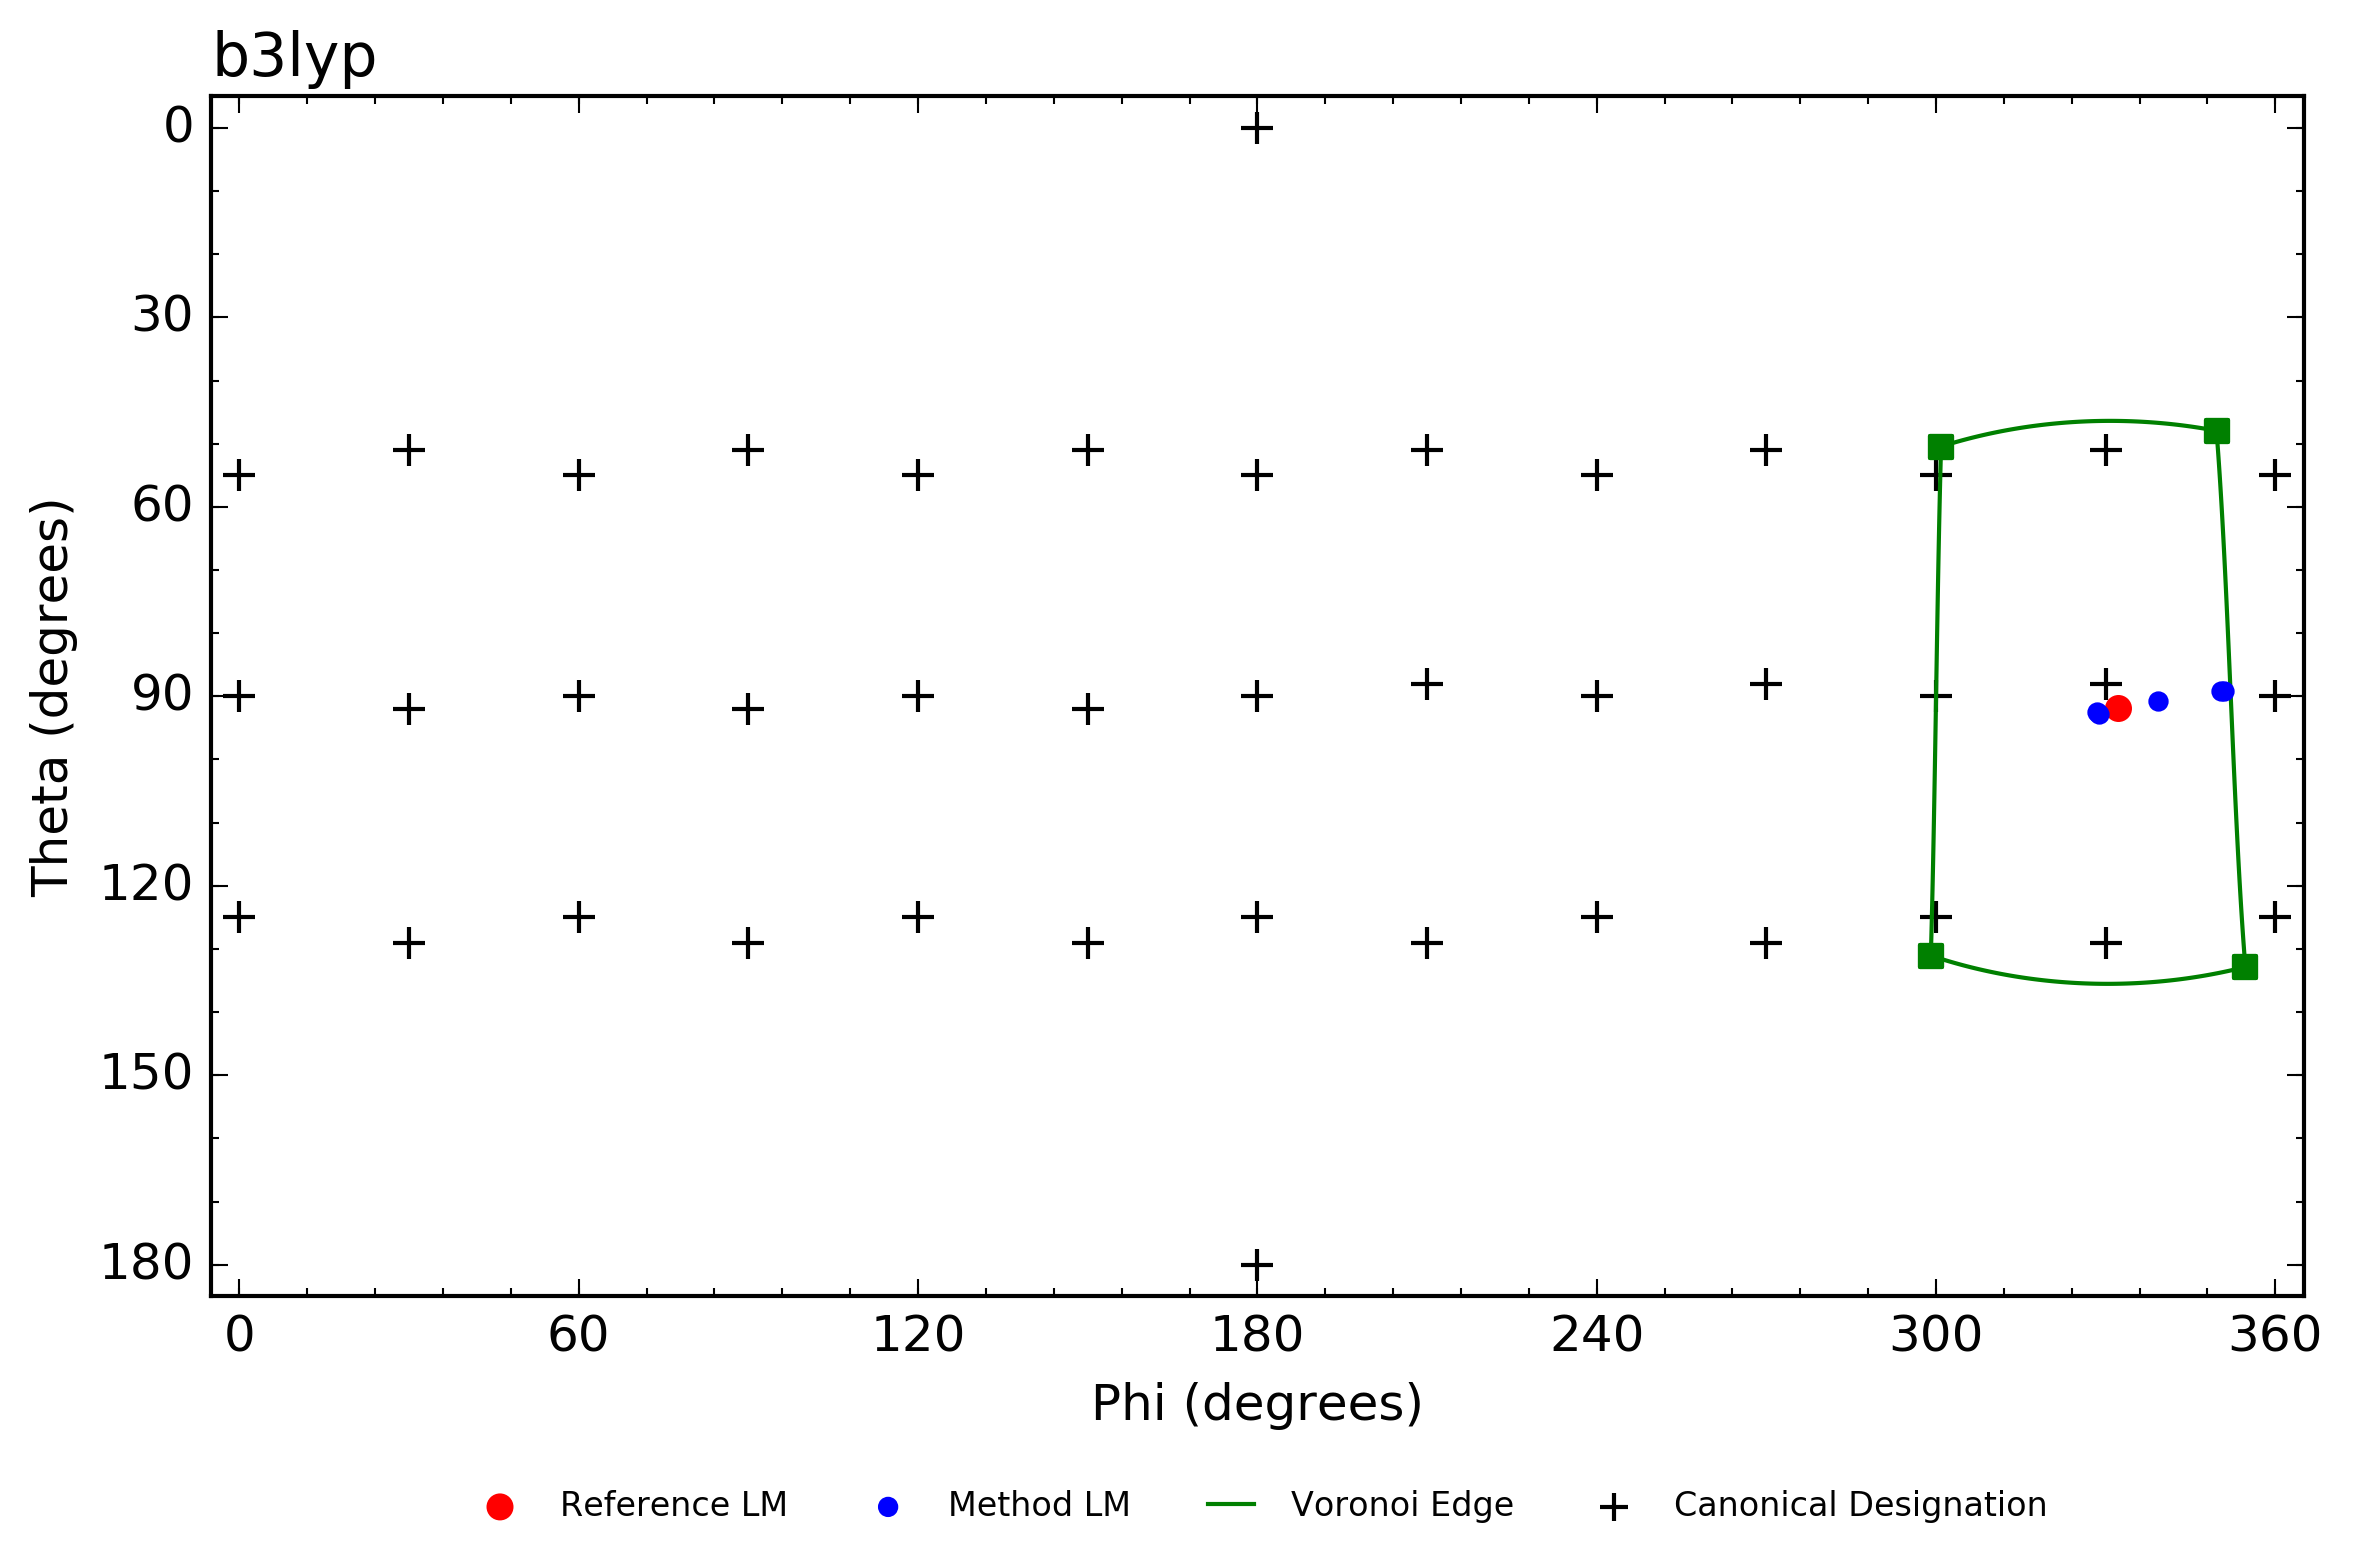 b3lyp
0
30
60
90
120
150
180
Theta (degrees)
0 60 120 180 240 300 360
Phi (degrees)
Reference LM Method LM Voronoi Edge Canonical Designation